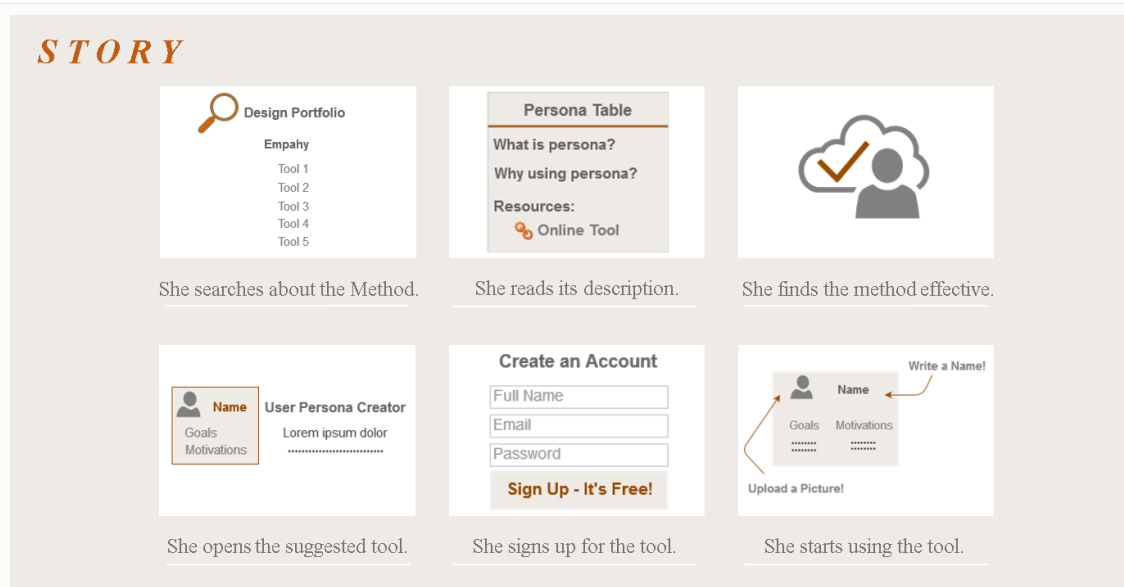 STORY
Design Portfolio
Empahy
Tool 1
Tool 2
Tool 3
Tool 4
Tool 5
She searches about the Method.
Persona Table
What is persona?
Why using persona?
Resources:
Online Tool
She reads its description.
She finds the method effective.
Name
Goals
Motivations
User Persona Creator
Lorem ipsum dolor
She opens the suggested tool.
Create an Account
Full Name
Email
Password
Sign Up - It's Free!
She signs up for the tool.
Write a Name!
Name
Goals Motivations
Upload a Picture!
She starts using the tool.